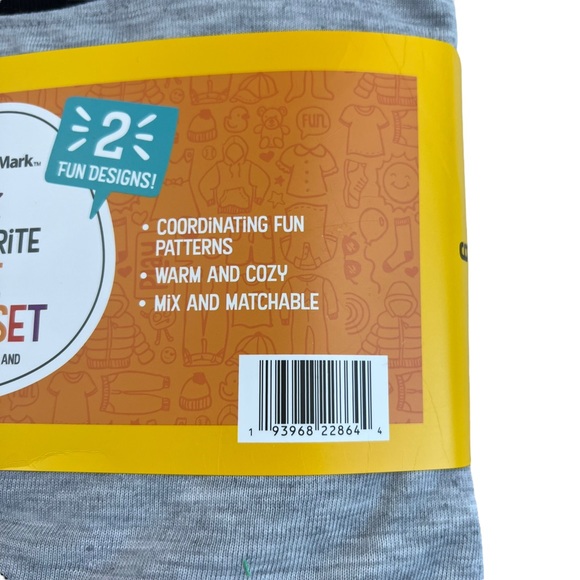 Mark™
2
FUN DESIGNS!
RiTE
SET
AND
• COORDINATING FUN
PATTERNS
• WARM AND COZY
• MiX AND MATCHABLE
FUN
1 93968 22864 4